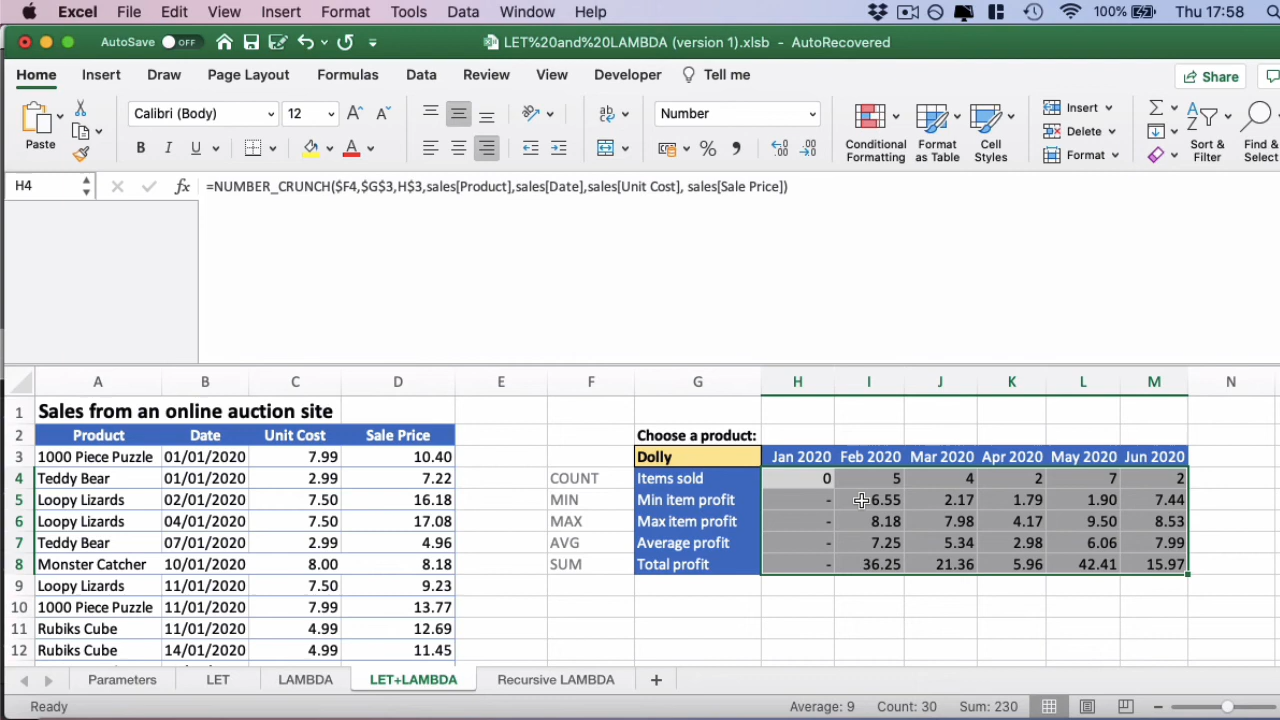 Excel File Edit View Insert Format Tools Data Window Help 100% Thu 17:58
AutoSave OFF LET%20and%20LAMBDA (version 1).xlsb - AutoRecovered
Home Insert Draw Page Layout Formulas Data Review View Developer Tell me Share
Paste Calibri (Body) 12 A A B I U A ab Number % , Conditional Formatting Format as Table Cell Styles Insert Delete Format Sort & Filter Find & Select
H4 fx =NUMBER_CRUNCH($F4,$G$3,H$3,sales[Product],sales[Date],sales[Unit Cost], sales[Sale Price])
A B C D E F G H I J K L M N
1 Sales from an online auction site
2 Product Date Unit Cost Sale Price Choose a product:
3 1000 Piece Puzzle 01/01/2020 7.99 10.40 Dolly Jan 2020 Feb 2020 Mar 2020 Apr 2020 May 2020 Jun 2020
4 Teddy Bear 01/01/2020 2.99 7.22 COUNT Items sold 0 5 4 2 7 2
5 Loopy Lizards 02/01/2020 7.50 16.18 MIN Min item profit - 6.55 2.17 1.79 1.90 7.44
6 Loopy Lizards 04/01/2020 7.50 17.08 MAX Max item profit - 8.18 7.98 4.17 9.50 8.53
7 Teddy Bear 07/01/2020 2.99 4.96 AVG Average profit - 7.25 5.34 2.98 6.06 7.99
8 Monster Catcher 10/01/2020 8.00 8.18 SUM Total profit - 36.25 21.36 5.96 42.41 15.97
9 Loopy Lizards 11/01/2020 7.50 9.23
10 1000 Piece Puzzle 11/01/2020 7.99 13.77
11 Rubiks Cube 11/01/2020 4.99 12.69
12 Rubiks Cube 14/01/2020 4.99 11.45
Parameters LET LAMBDA LET+LAMBDA Recursive LAMBDA +
Ready Average: 9 Count: 30 Sum: 230